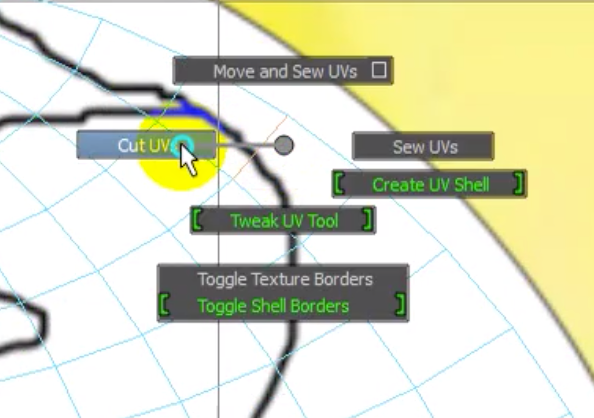 Move and Sew UVs
Cut UVs
Sew UVs
Create UV Shell
Tweak UV Tool
Toggle Texture Borders
Toggle Shell Borders